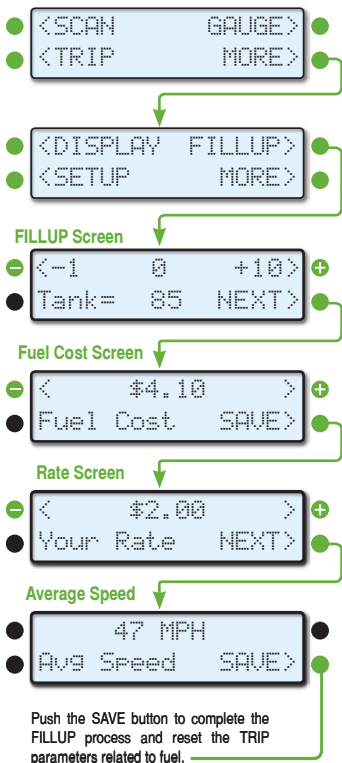 <SCAN GAUGE>
<TRIP MORE>
<DISPLAY FILLUP>
<SETUP MORE>
FILLUP Screen
<-1 0 +10>
Tank= 85 NEXT>
Fuel Cost Screen
< $4.10 >
Fuel Cost SAVE>
Rate Screen
< $2.00 >
Your Rate NEXT>
Average Speed
47 MPH
Avg Speed SAVE>
Push the SAVE button to complete the
FILLUP process and reset the TRIP
parameters related to fuel.